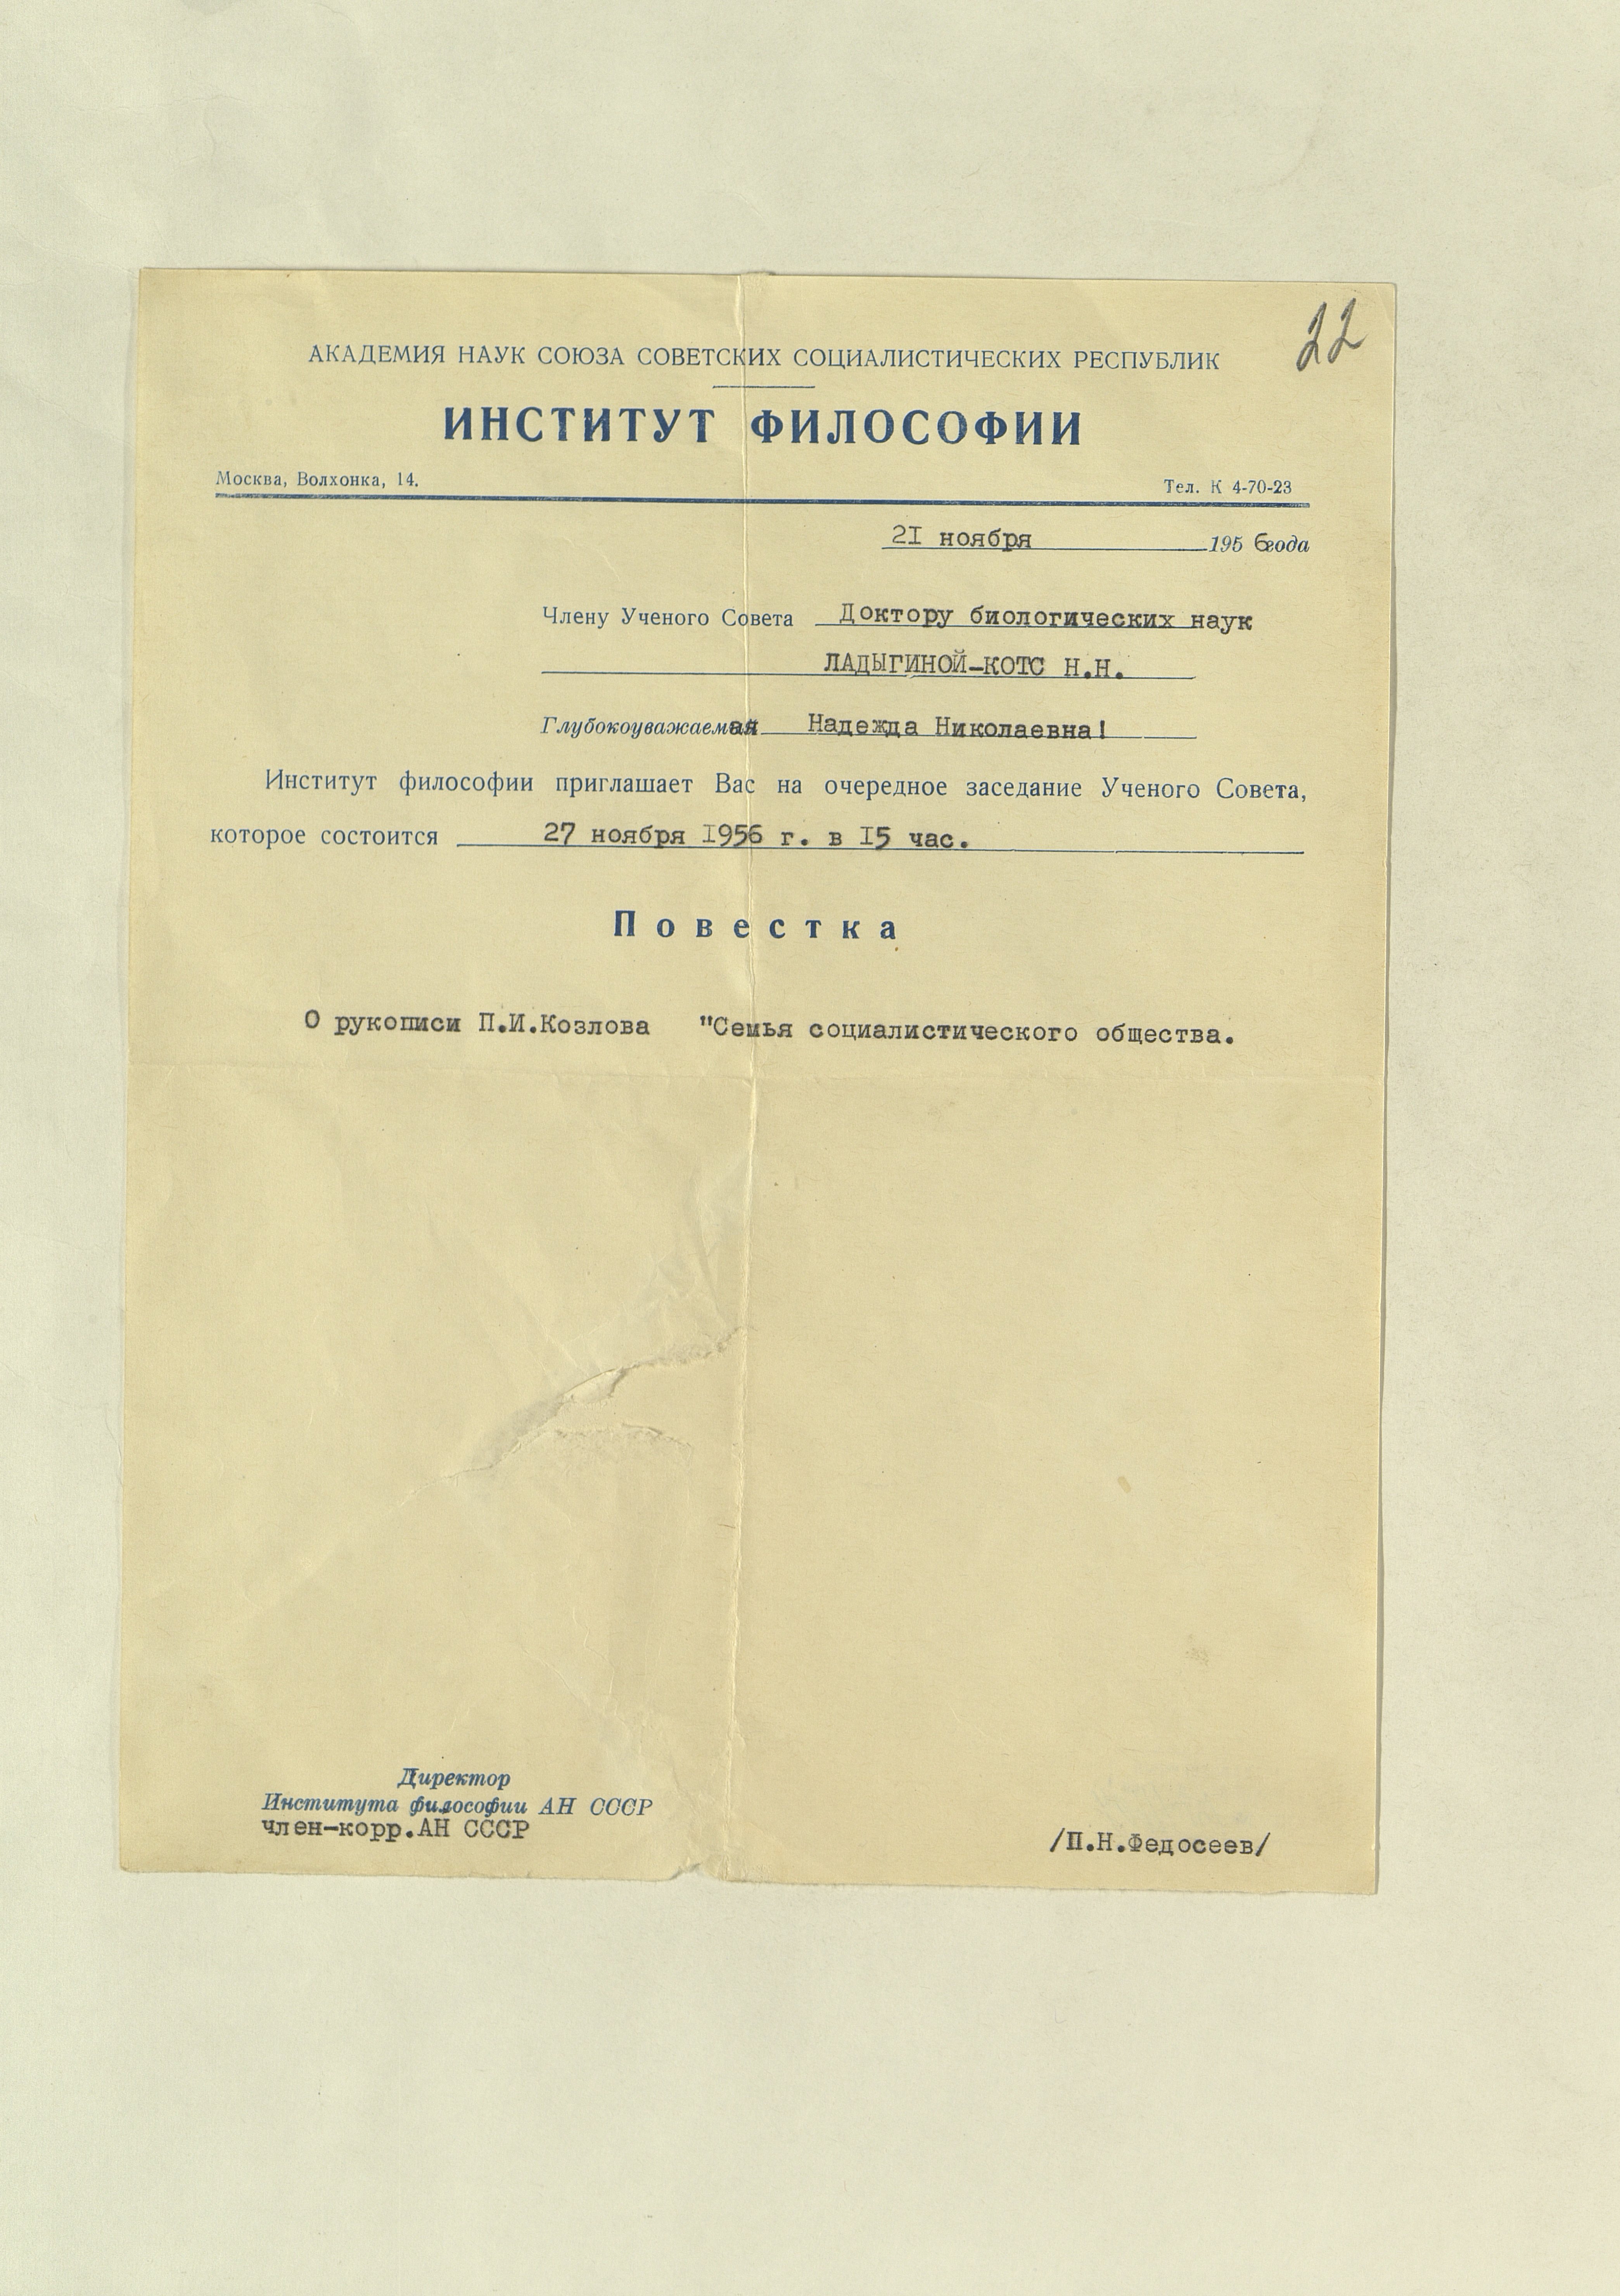 22
АКАДЕМИЯ НАУК СОЮЗА СОВЕТСКИХ СОЦИАЛИСТИЧЕСКИХ РЕСПУБЛИК
ИНСТИТУТ ФИЛОСОФИИ
Москва, Волхонка, 14. Тел. К 4-70-23
21 ноября 1956года
Члену Ученого Совета Доктору биологических наук
ЛАДЫГИНОЙ-КОТС Н.Н.
Глубокоуважаемая Надежда Николаевна!
Институт философии приглашает Вас на очередное заседание Ученого Совета,
которое состоится 27 ноября 1956 г. в 15 час.
Повестка
О рукописи П.И.Козлова "Семья социалистического общества.
Директор
Института философии АН СССР
член-корр.АН СССР
/П.Н.Федосеев/